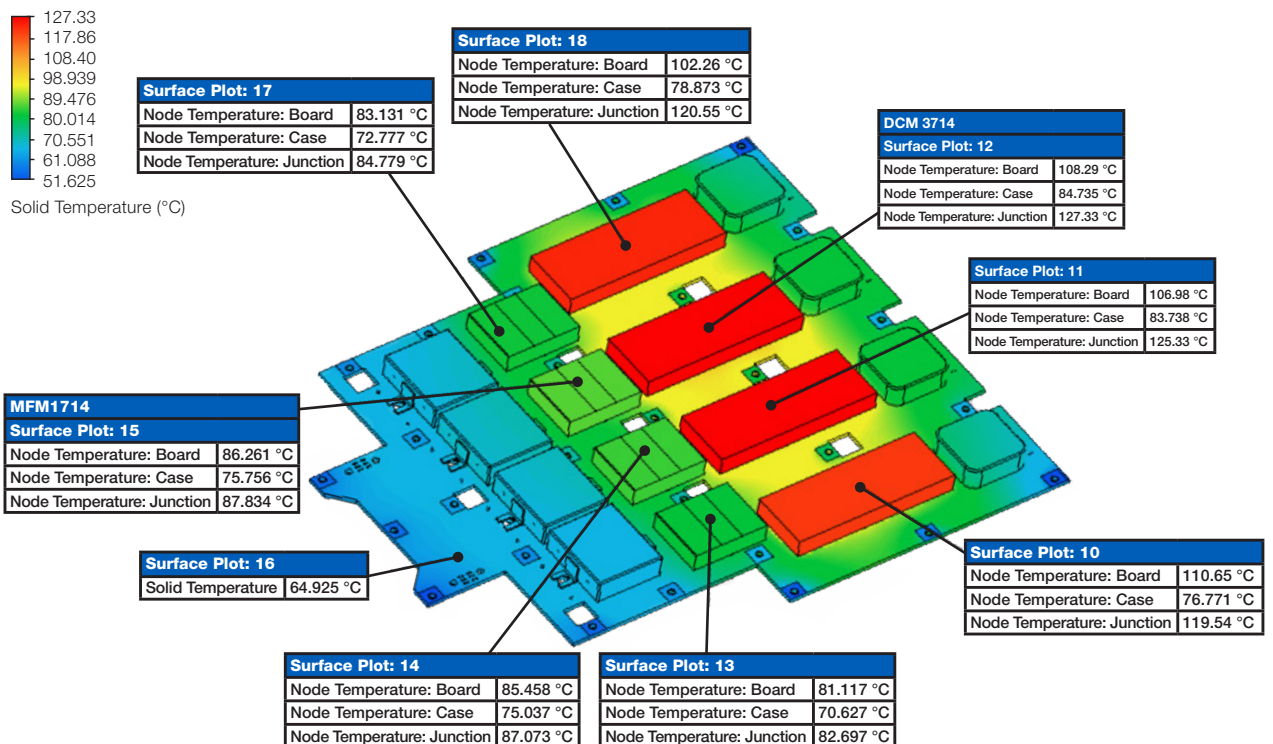 127.33
117.86
108.40
98.939
89.476
80.014
70.551
61.088
51.625
Solid Temperature (°C)
Surface Plot: 17
Node Temperature: Board 83.131 °C
Node Temperature: Case 72.777 °C
Node Temperature: Junction 84.779 °C
Surface Plot: 18
Node Temperature: Board 102.26 °C
Node Temperature: Case 78.873 °C
Node Temperature: Junction 120.55 °C
DCM 3714
Surface Plot: 12
Node Temperature: Board 108.29 °C
Node Temperature: Case 84.735 °C
Node Temperature: Junction 127.33 °C
Surface Plot: 11
Node Temperature: Board 106.98 °C
Node Temperature: Case 83.738 °C
Node Temperature: Junction 125.33 °C
MFM1714
Surface Plot: 15
Node Temperature: Board 86.261 °C
Node Temperature: Case 75.756 °C
Node Temperature: Junction 87.834 °C
Surface Plot: 16
Solid Temperature 64.925 °C
Surface Plot: 10
Node Temperature: Board 110.65 °C
Node Temperature: Case 76.771 °C
Node Temperature: Junction 119.54 °C
Surface Plot: 14
Node Temperature: Board 85.458 °C
Node Temperature: Case 75.037 °C
Node Temperature: Junction 87.073 °C
Surface Plot: 13
Node Temperature: Board 81.117 °C
Node Temperature: Case 70.627 °C
Node Temperature: Junction 82.697 °C